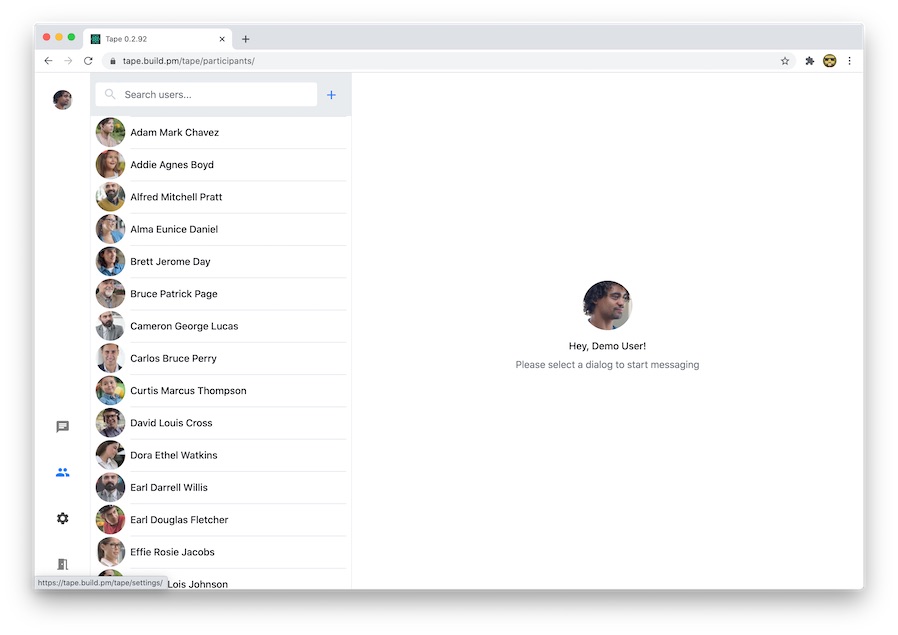 Tape 0.2.92
tape.build.pm/tape/participants/
Search users...
Adam Mark Chavez
Addie Agnes Boyd
Alfred Mitchell Pratt
Alma Eunice Daniel
Brett Jerome Day
Bruce Patrick Page
Cameron George Lucas
Carlos Bruce Perry
Curtis Marcus Thompson
David Louis Cross
Dora Ethel Watkins
Earl Darrell Willis
Earl Douglas Fletcher
Effie Rosie Jacobs
Lois Johnson
Hey, Demo User!
Please select a dialog to start messaging
https://tape.build.pm/tape/settings/